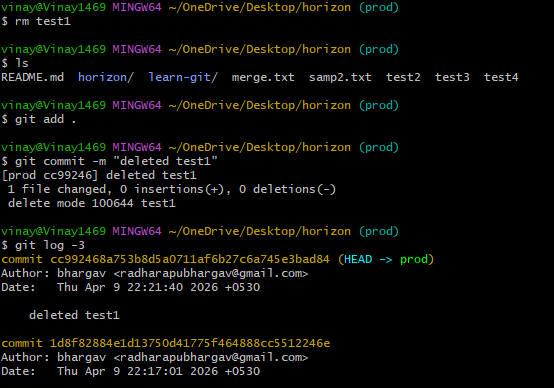 vinay@Vinay1469 MINGW64 ~/OneDrive/Desktop/horizon (prod)
$ rm test1
vinay@Vinay1469 MINGW64 ~/OneDrive/Desktop/horizon (prod)
$ ls
README.md horizon/ learn-git/ merge.txt samp2.txt test2 test3 test4
vinay@Vinay1469 MINGW64 ~/OneDrive/Desktop/horizon (prod)
$ git add .
vinay@Vinay1469 MINGW64 ~/OneDrive/Desktop/horizon (prod)
$ git commit -m "deleted test1"
[prod cc99246] deleted test1
1 file changed, 0 insertions(+), 0 deletions(-)
delete mode 100644 test1
vinay@Vinay1469 MINGW64 ~/OneDrive/Desktop/horizon (prod)
$ git log -3
commit cc992468a753b8d5a0711af6b27c6a745e3bad84 (HEAD -> prod)
Author: bhargav <radharapubhargav@gmail.com>
Date: Thu Apr 9 22:21:40 2026 +0530
deleted test1
commit 1d8f82884e1d13750d41775f464888cc5512246e
Author: bhargav <radharapubhargav@gmail.com>
Date: Thu Apr 9 22:17:01 2026 +0530